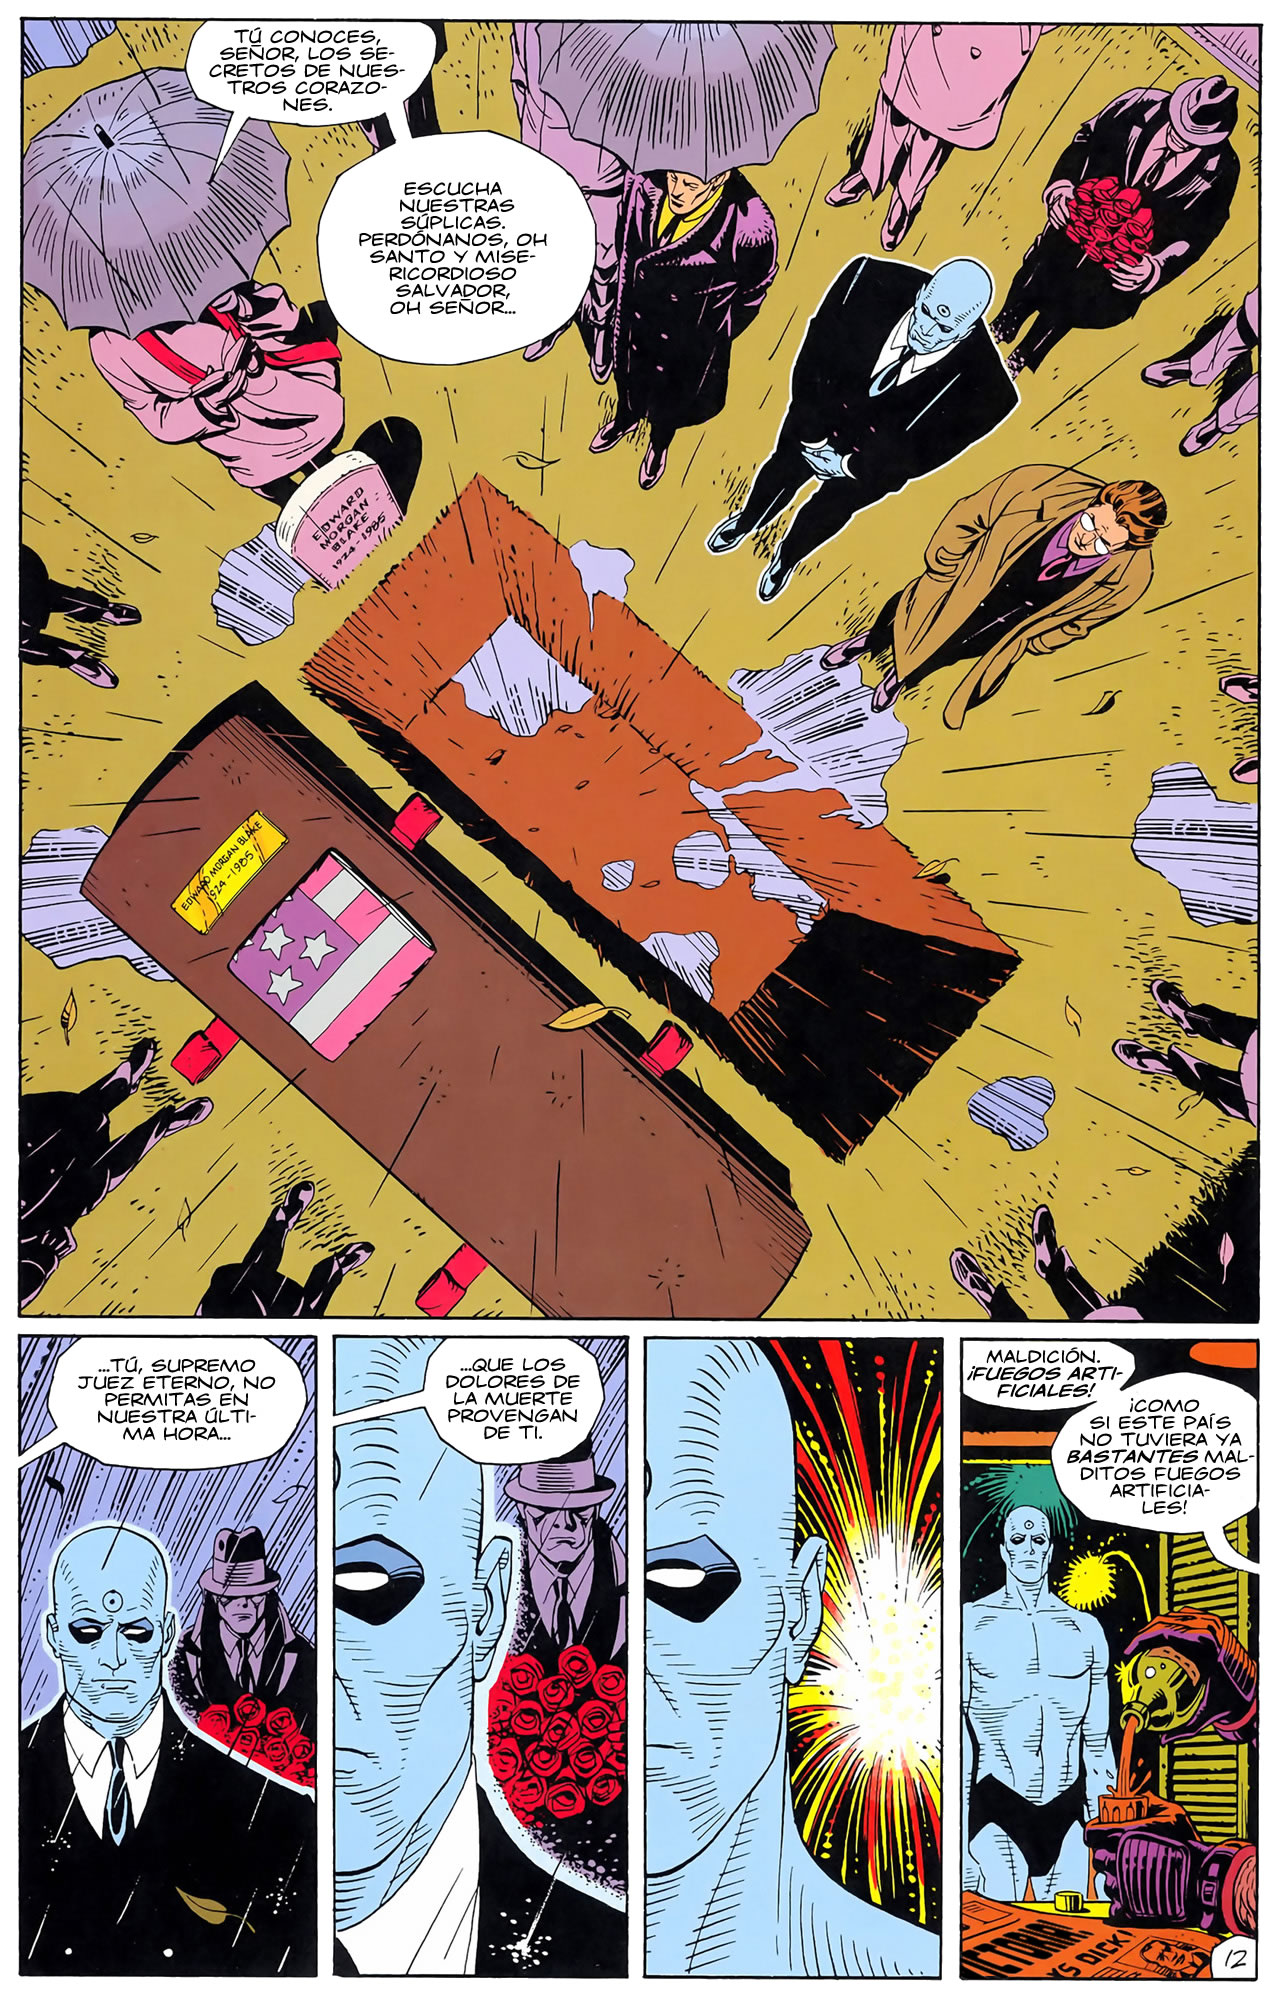 TÚ CONOCES,
SEÑOR, LOS SE-
CRETOS DE NUES-
TROS CORAZO-
NES.
ESCUCHA
NUESTRAS
SÚPLICAS.
PERDÓNANOS, OH
SANTO Y MISE-
RICORDIOSO
SALVADOR,
OH SEÑOR...
EDWARD
MORGAN
BLAKE
1924-1985
EDWARD MORGAN BLAKE
1924-1985
...TÚ, SUPREMO
JUEZ ETERNO, NO
PERMITAS EN
NUESTRA ÚLTI-
MA HORA...
...QUE LOS
DOLORES DE
LA MUERTE
PROVENGAN
DE TI.
MALDICIÓN.
¡FUEGOS ARTI-
FICIALES!
¡COMO
SI ESTE PAÍS
NO TUVIERA YA
BASTANTES MAL-
DITOS FUEGOS
ARTIFICIA-
LES!
DICK!
12